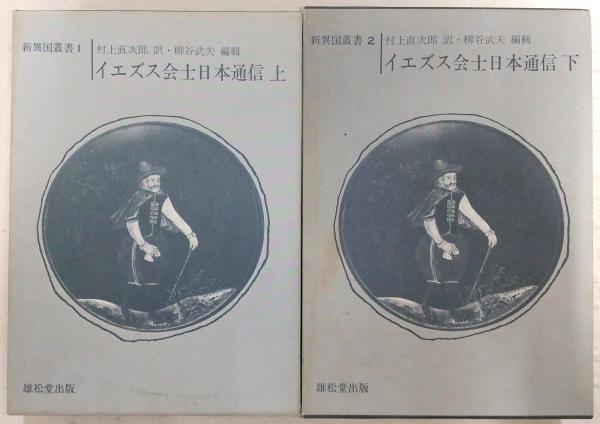 新異国叢書 1
村上直次郎 訳・柳谷武夫 編輯
イエズス会士日本通信 上
雄松堂出版
新異国叢書 2
村上直次郎 訳・柳谷武夫 編輯
イエズス会士日本通信 下
雄松堂出版